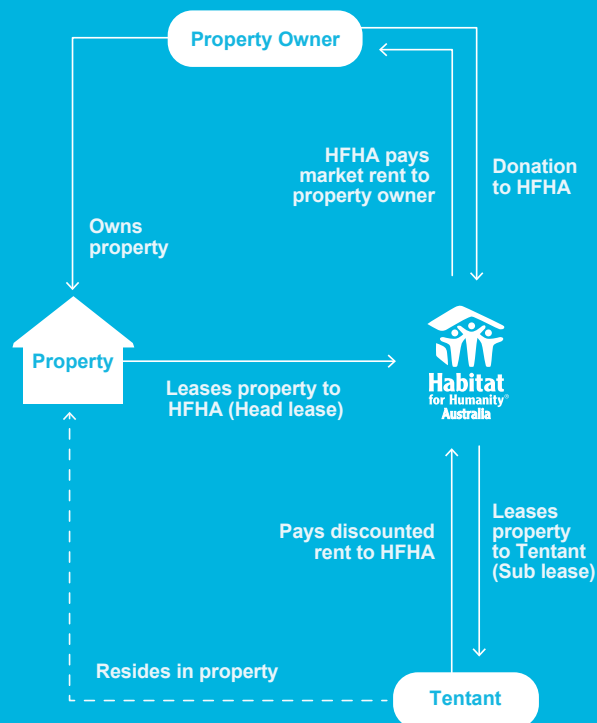 Property Owner
HFHA pays
market rent to
property owner
Donation
to HFHA
Owns
property
Property
Leases property to
HFHA (Head lease)
Habitat
for Humanity®
Australia
Pays discounted
rent to HFHA
Leases
property
to Tentant
(Sub lease)
Resides in property
Tentant